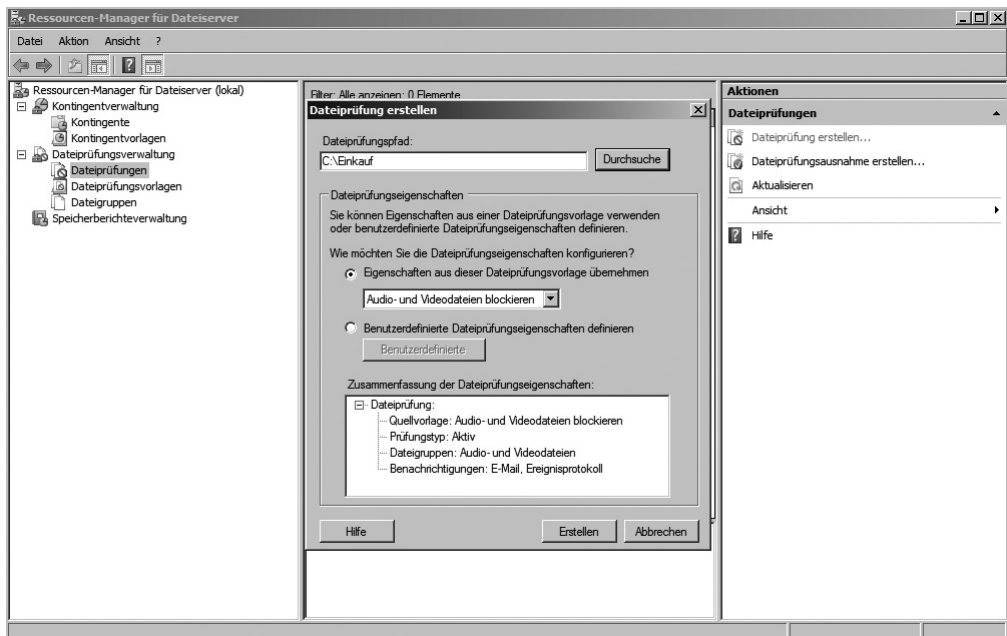 Ressourcen-Manager für Dateiserver
Datei Aktion Ansicht ?
Ressourcen-Manager für Dateiserver (lokal)
Kontingentverwaltung
Kontingente
Kontingentvorlagen
Dateiprüfungsverwaltung
Dateiprüfungen
Dateiprüfungsvorlagen
Dateigruppen
Speicherberichteverwaltung
Filter: Alle anzeigen: 0 Elemente
Dateiprüfung erstellen
Dateiprüfungspfad:
C:\Einkauf
Durchsuche
Dateiprüfungseigenschaften
Sie können Eigenschaften aus einer Dateiprüfungsvorlage verwenden
oder benutzerdefinierte Dateiprüfungseigenschaften definieren.
Wie möchten Sie die Dateiprüfungseigenschaften konfigurieren?
Eigenschaften aus dieser Dateiprüfungsvorlage übernehmen
Audio- und Videodateien blockieren
Benutzerdefinierte Dateiprüfungseigenschaften definieren
Benutzerdefinierte
Zusammenfassung der Dateiprüfungseigenschaften:
Dateiprüfung:
Quellvorlage: Audio- und Videodateien blockieren
Prüfungstyp: Aktiv
Dateigruppen: Audio- und Videodateien
Benachrichtigungen: E-Mail, Ereignisprotokoll
Hilfe
Erstellen
Abbrechen
Aktionen
Dateiprüfungen
Dateiprüfung erstellen...
Dateiprüfungsausnahme erstellen...
Aktualisieren
Ansicht
Hilfe